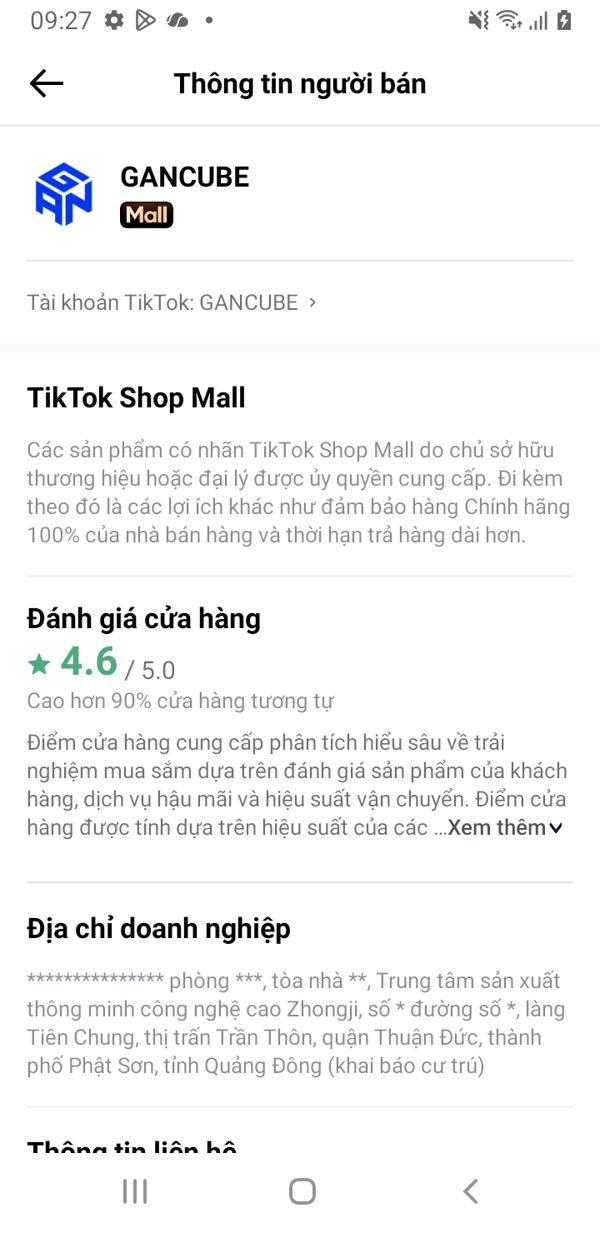 09:27
Thông tin người bán
GAN
GANCUBE
Mall
Tài khoản TikTok: GANCUBE >
TikTok Shop Mall
Các sản phẩm có nhãn TikTok Shop Mall do chủ sở hữu
thương hiệu hoặc đại lý được ủy quyền cung cấp. Đi kèm
theo đó là các lợi ích khác như đảm bảo hàng Chính hãng
100% của nhà bán hàng và thời hạn trả hàng dài hơn.
Đánh giá cửa hàng
4.6 / 5.0
Cao hơn 90% cửa hàng tương tự
Điểm cửa hàng cung cấp phân tích hiểu sâu về trải
nghiệm mua sắm dựa trên đánh giá sản phẩm của khách
hàng, dịch vụ hậu mãi và hiệu suất vận chuyển. Điểm cửa
hàng được tính dựa trên hiệu suất của các ...Xem thêm
Địa chỉ doanh nghiệp
*************** phòng ***, tòa nhà **, Trung tâm sản xuất
thông minh công nghệ cao Zhongji, số * đường số *, làng
Tiên Chung, thị trấn Trần Thôn, quận Thuận Đức, thành
phố Phật Sơn, tỉnh Quảng Đông (khai báo cư trú)
Thông tin liên hệ